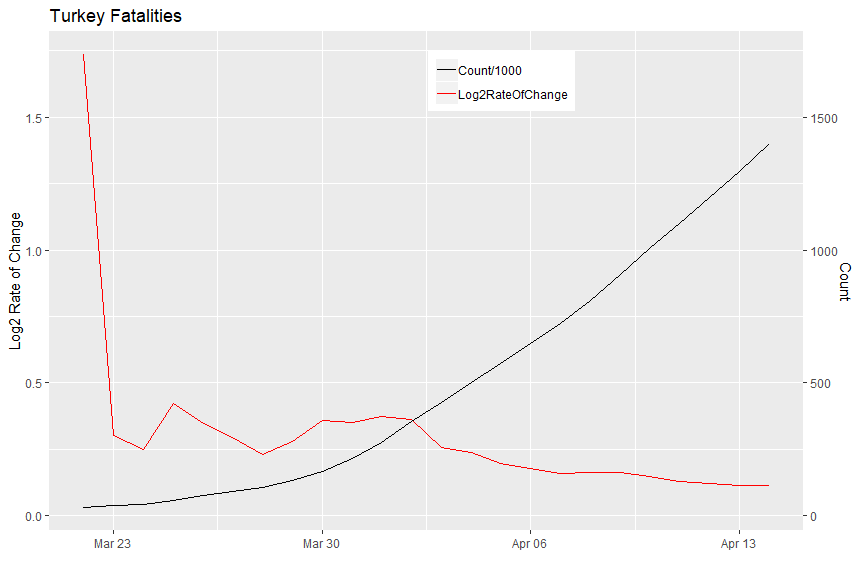 Turkey Fatalities
Count/1000
Log2RateOfChange
1.5
1.0
0.5
0.0
Log2 Rate of Change
1500
1000
500
0
Count
Mar 23
Mar 30
Apr 06
Apr 13